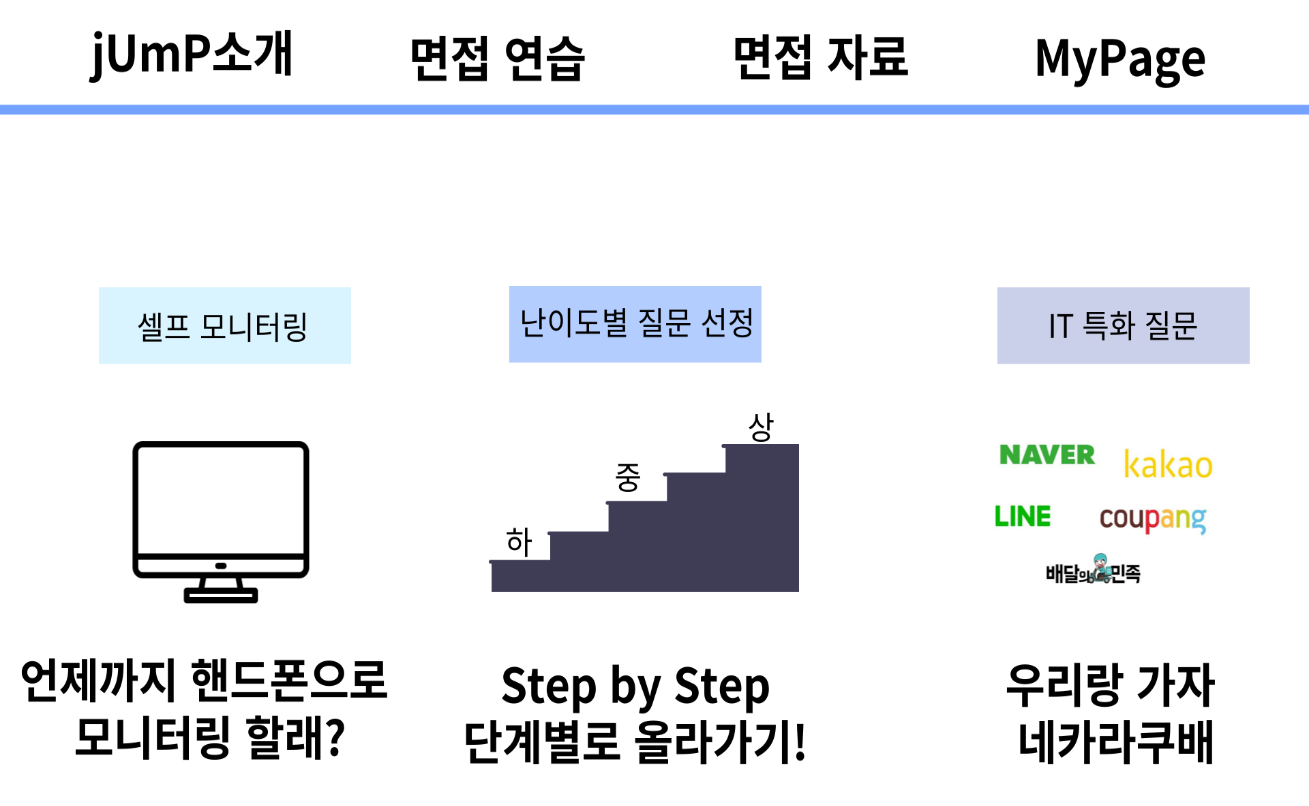 jUmP소개 면접 연습 면접 자료 MyPage
셀프 모니터링
난이도별 질문 선정
IT 특화 질문
상
중
하
NAVER kakao
LINE coupang
배달의민족
언제까지 핸드폰으로
모니터링 할래?
Step by Step
단계별로 올라가기!
우리랑 가자
네카라쿠배